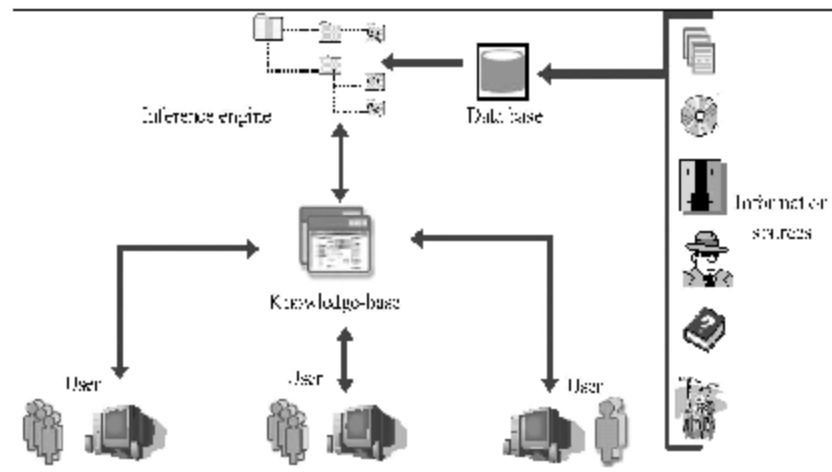 Inference engine
Data base
Information
sources
Knowledge-base
User
User
User